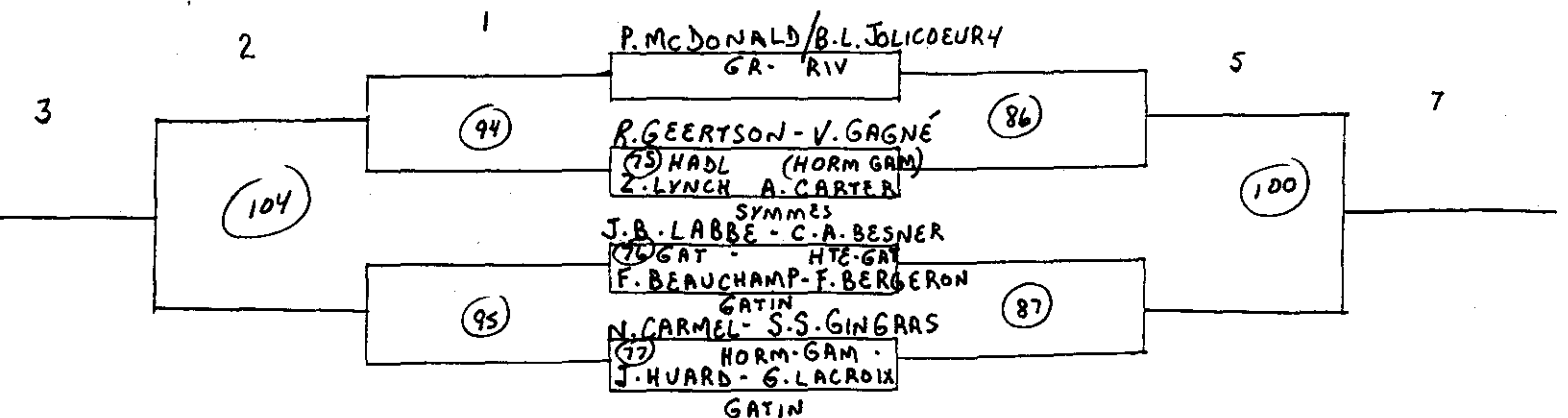 1
2
3
5
7
P. McDONALD/B.L. JOLICOEUR4
GR- RIV
94
86
R. GEERTSON - V. GAGNÉ
75 HADL (HORM GAM)
Z. LYNCH A. CARTER
SYMMES
104
100
J.B. LABBE - C.A. BESNER
76 GAT - HTE-GAT
F. BEAUCHAMP - F. BERGERON
GATIN
95
87
N. CARMEL - S.S. GINGRAS
77 HORM-GAM.
J. HUARD - G. LACROIX
GATIN